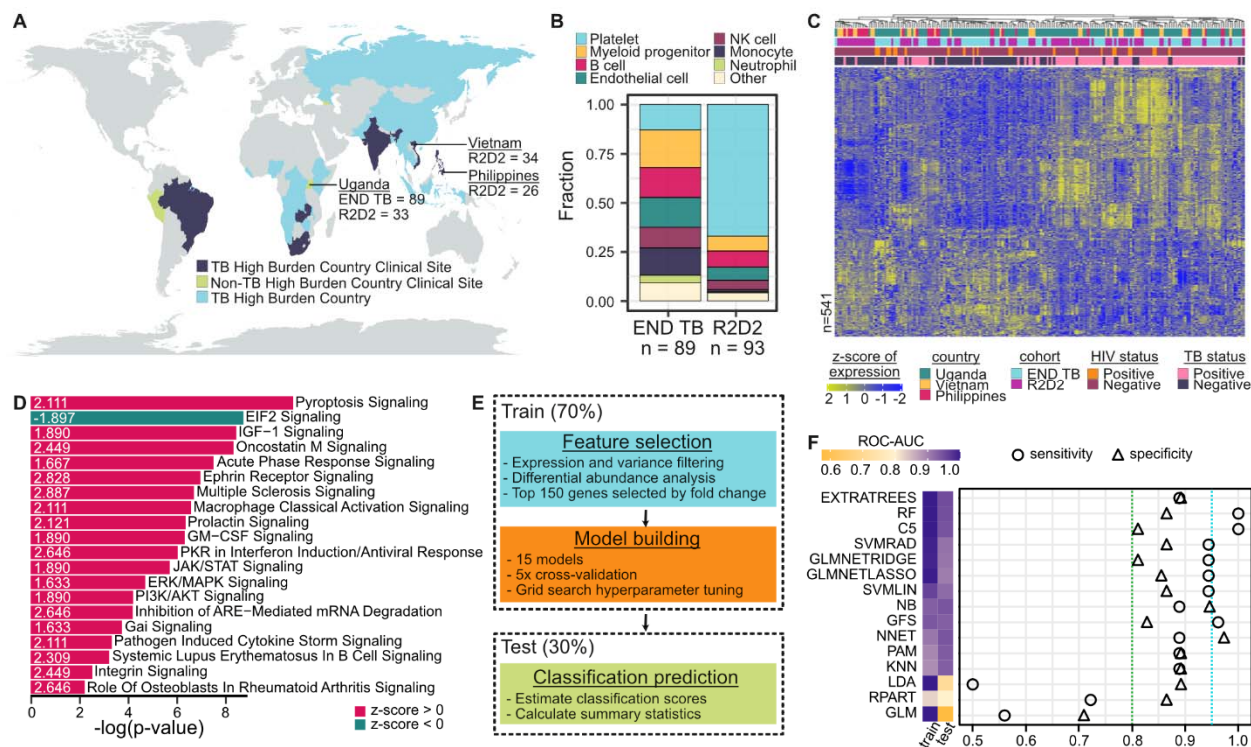 A
Vietnam
R2D2 = 34
Philippines
R2D2 = 26
Uganda
END TB = 89
R2D2 = 33
TB High Burden Country Clinical Site
Non-TB High Burden Country Clinical Site
TB High Burden Country
B
Platelet
Myeloid progenitor
B cell
Endothelial cell
NK cell
Monocyte
Neutrophil
Other
Fraction
1.00
0.75
0.50
0.25
0.00
END TB
n = 89
R2D2
n = 93
C
n=541
z-score of
expression
2 1 0 -1 -2
country
Uganda
Vietnam
Philippines
cohort
END TB
R2D2
HIV status
Positive
Negative
TB status
Positive
Negative
D
2.111 Pyroptosis Signaling
-1.897 EIF2 Signaling
1.890 IGF-1 Signaling
2.449 Oncostatin M Signaling
1.667 Acute Phase Response Signaling
2.828 Ephrin Receptor Signaling
2.887 Multiple Sclerosis Signaling
2.111 Macrophage Classical Activation Signaling
2.121 Prolactin Signaling
1.890 GM-CSF Signaling
2.646 PKR in Interferon Induction/Antiviral Response
1.890 JAK/STAT Signaling
1.633 ERK/MAPK Signaling
1.890 PI3K/AKT Signaling
2.646 Inhibition of ARE-Mediated mRNA Degradation
1.633 Gai Signaling
2.111 Pathogen Induced Cytokine Storm Signaling
2.309 Systemic Lupus Erythematosus In B Cell Signaling
2.449 Integrin Signaling
2.646 Role Of Osteoblasts In Rheumatoid Arthritis Signaling
0 2 4 6 8
-log(p-value)
z-score > 0
z-score < 0
E
Train (70%)
Feature selection
- Expression and variance filtering
- Differential abundance analysis
- Top 150 genes selected by fold change
Model building
- 15 models
- 5x cross-validation
- Grid search hyperparameter tuning
Test (30%)
Classification prediction
- Estimate classification scores
- Calculate summary statistics
F
ROC-AUC
0.6 0.7 0.8 0.9 1.0
sensitivity
specificity
EXTRATREES
RF
C5
SVMRAD
GLMNETRIDGE
GLMNETLASSO
SVMLIN
NB
GFS
NNET
PAM
KNN
LDA
RPART
GLM
train
test
0.5 0.6 0.7 0.8 0.9 1.0